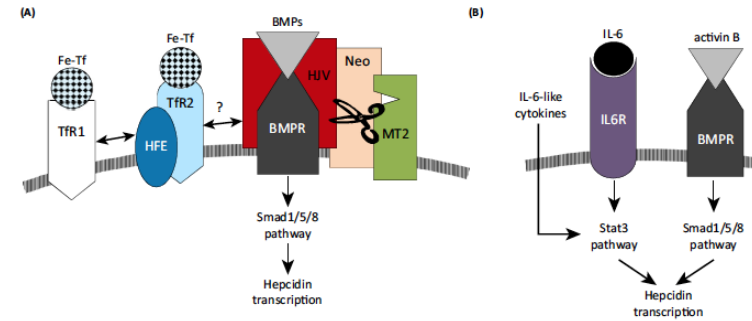 (A)
BMPs
Fe-Tf
Fe-Tf
HJV
Neo
TfR2
?
TfR1
HFE
BMPR
MT2
Smad1/5/8
pathway
Hepcidin
transcription
(B)
IL-6
activin B
IL-6-like
cytokines
IL6R
BMPR
Stat3
pathway
Smad1/5/8
pathway
Hepcidin
transcription